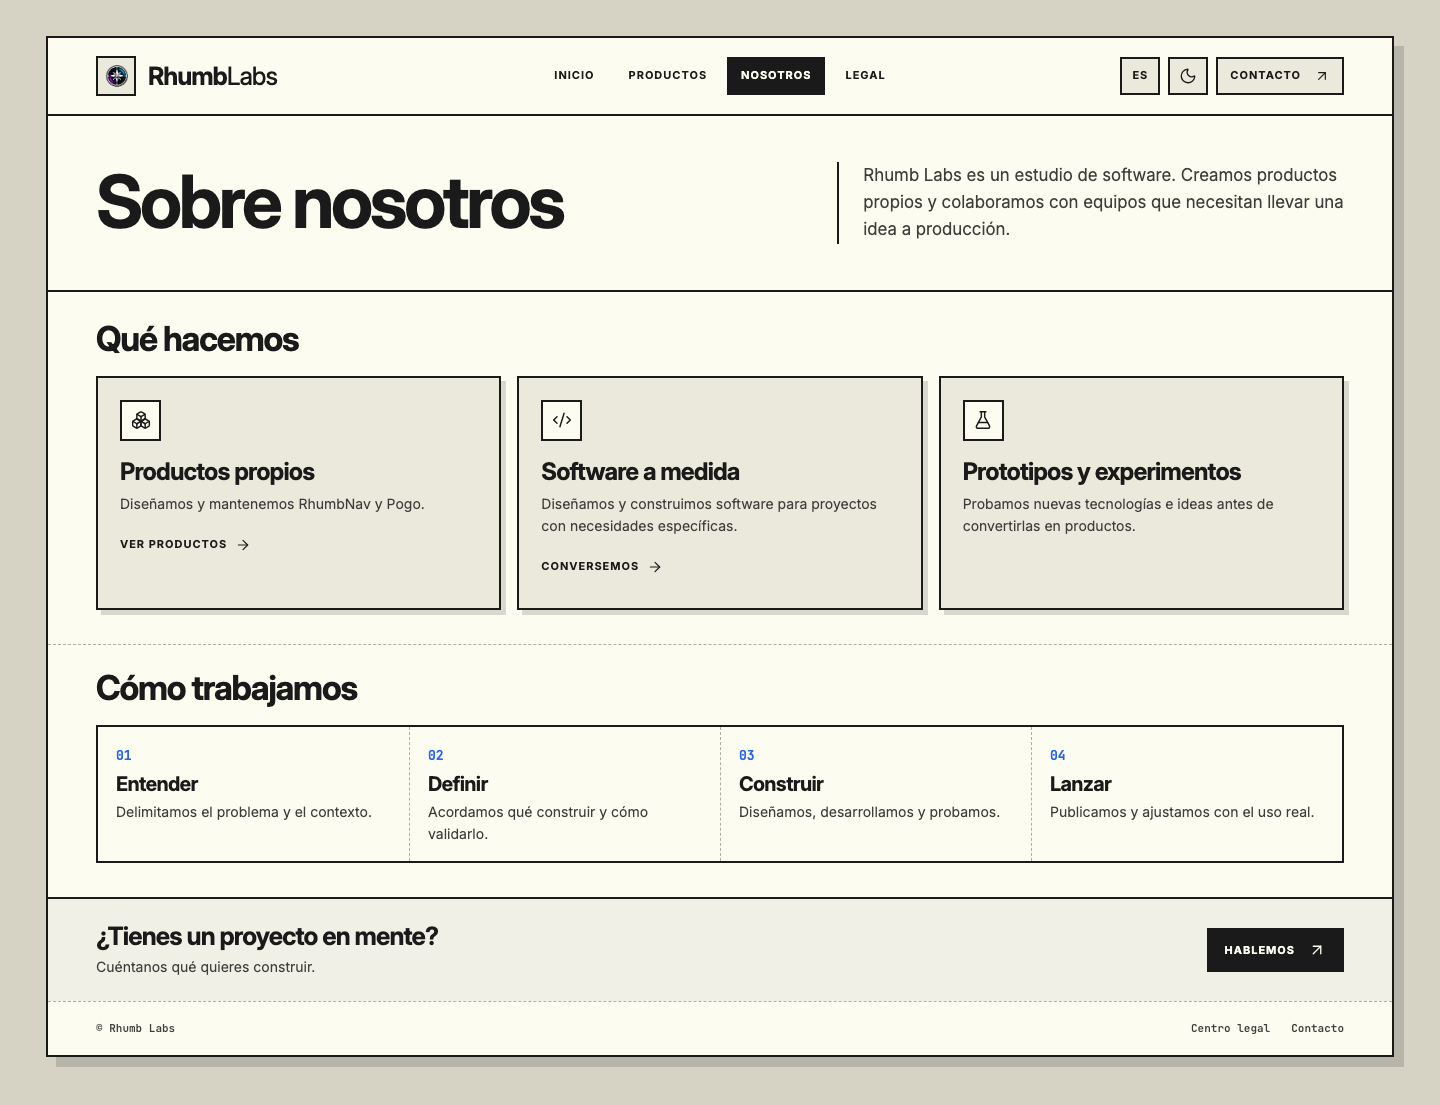 RhumbLabs
INICIO
PRODUCTOS
NOSOTROS
LEGAL
ES
CONTACTO
Sobre nosotros
Rhumb Labs es un estudio de software. Creamos productos
propios y colaboramos con equipos que necesitan llevar una
idea a producción.
Qué hacemos
Productos propios
Diseñamos y mantenemos RhumbNav y Pogo.
VER PRODUCTOS
Software a medida
Diseñamos y construimos software para proyectos
con necesidades específicas.
CONVERSEMOS
Prototipos y experimentos
Probamos nuevas tecnologías e ideas antes de
convertirlas en productos.
Cómo trabajamos
01
Entender
Delimitamos el problema y el contexto.
02
Definir
Acordamos qué construir y cómo
validarlo.
03
Construir
Diseñamos, desarrollamos y probamos.
04
Lanzar
Publicamos y ajustamos con el uso real.
¿Tienes un proyecto en mente?
Cuéntanos qué quieres construir.
HABLEMOS
© Rhumb Labs
Centro legal
Contacto